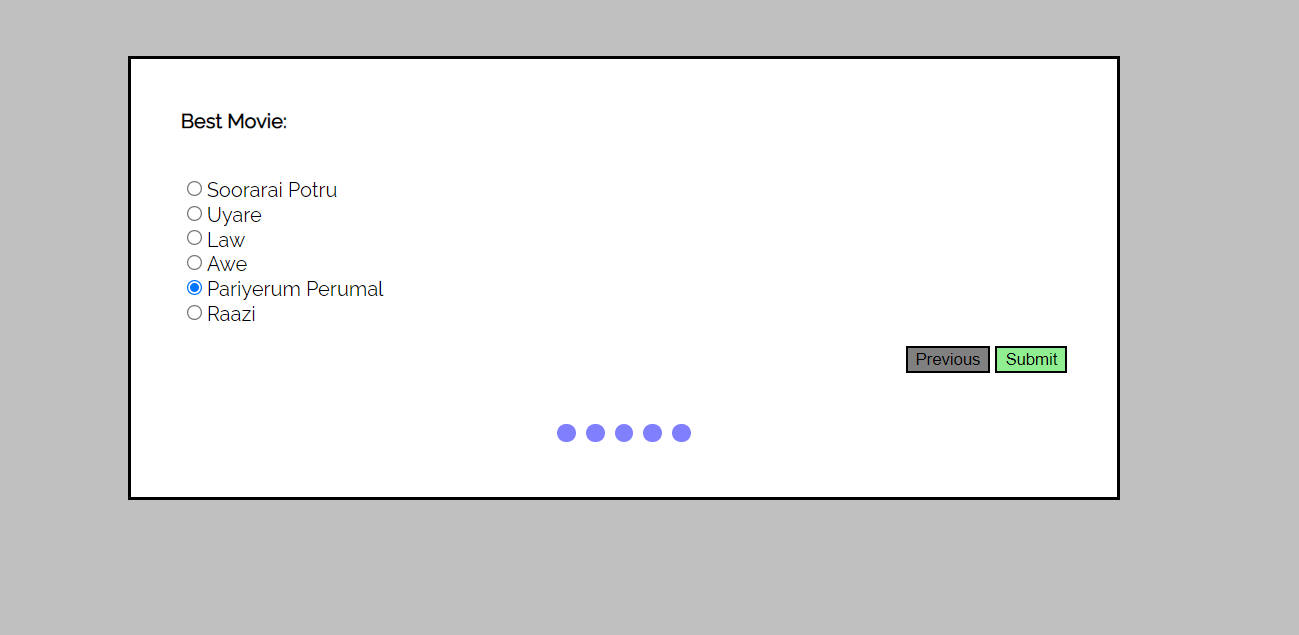 Best Movie:
Soorarai Potru
Uyare
Law
Awe
Pariyerum Perumal
Raazi
Previous Submit